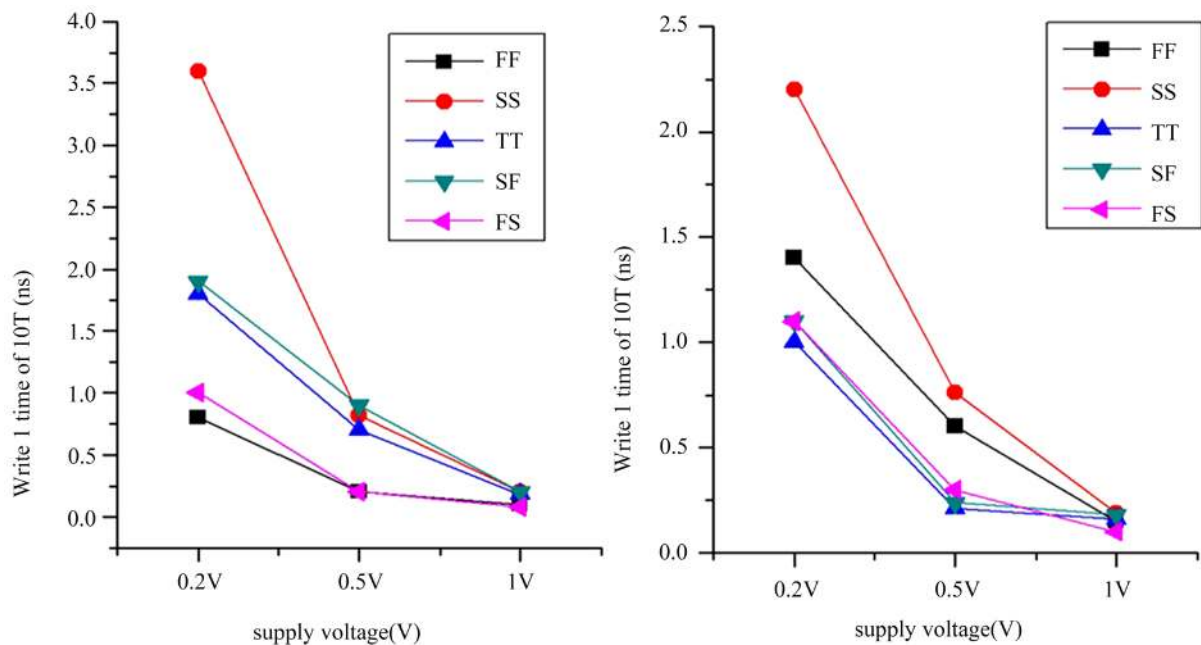 4.0
3.5
3.0
2.5
2.0
1.5
1.0
0.5
0.0
Write 1 time of 10T (ns)
FF
SS
TT
SF
FS
0.2V
0.5V
1V
supply voltage(V)
2.5
2.0
1.5
1.0
0.5
0.0
Write 1 time of 10T (ns)
FF
SS
TT
SF
FS
0.2V
0.5V
1V
supply voltage(V)